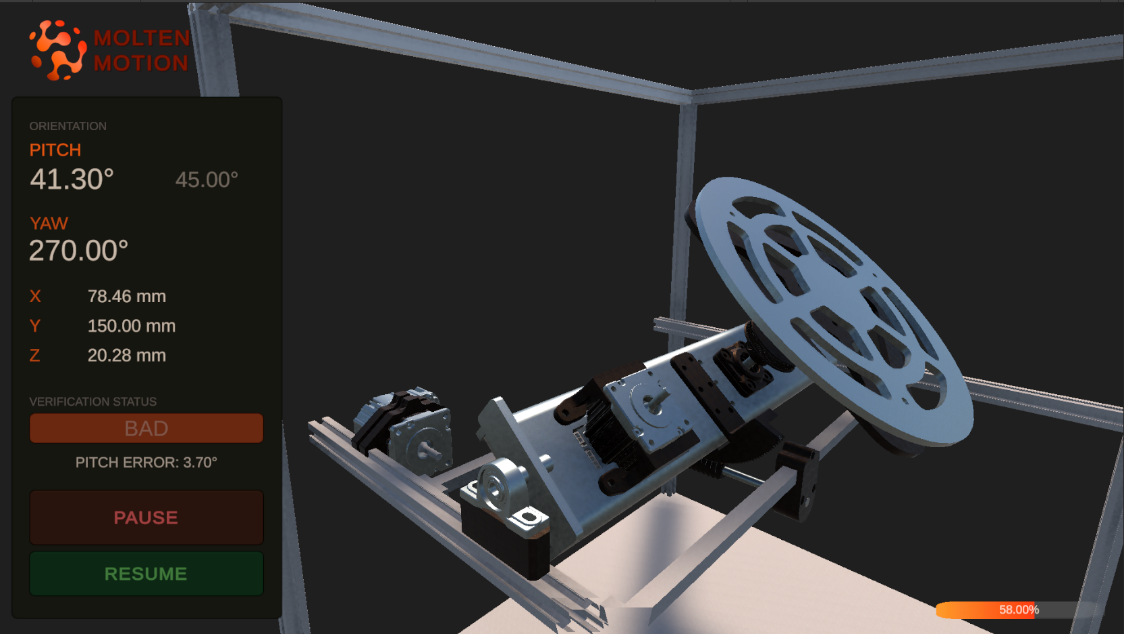 MOLTEN
MOTION
ORIENTATION
PITCH
41.30° 45.00°
YAW
270.00°
X 78.46 mm
Y 150.00 mm
Z 20.28 mm
VERIFICATION STATUS
BAD
PITCH ERROR: 3.70°
PAUSE
RESUME
58.00%